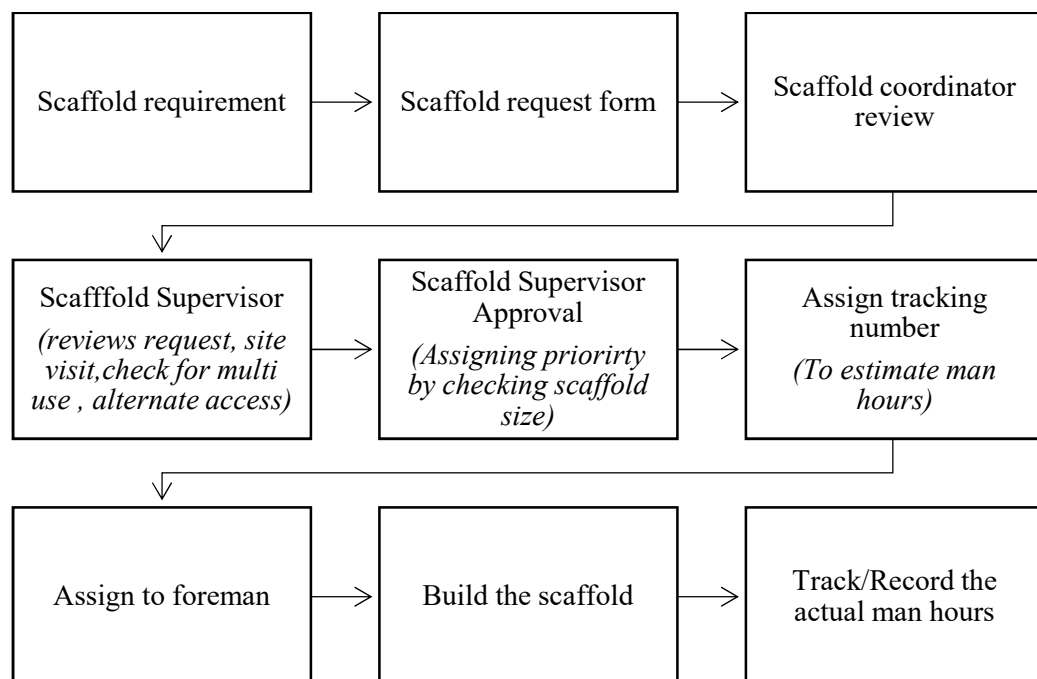 Scaffold requirement
Scaffold request form
Scaffold coordinator
review
Scafffold Supervisor
(reviews request, site
visit,check for multi
use , alternate access)
Scaffold Supervisor
Approval
(Assigning priorirty
by checking scaffold
size)
Assign tracking
number
(To estimate man
hours)
Assign to foreman
Build the scaffold
Track/Record the
actual man hours